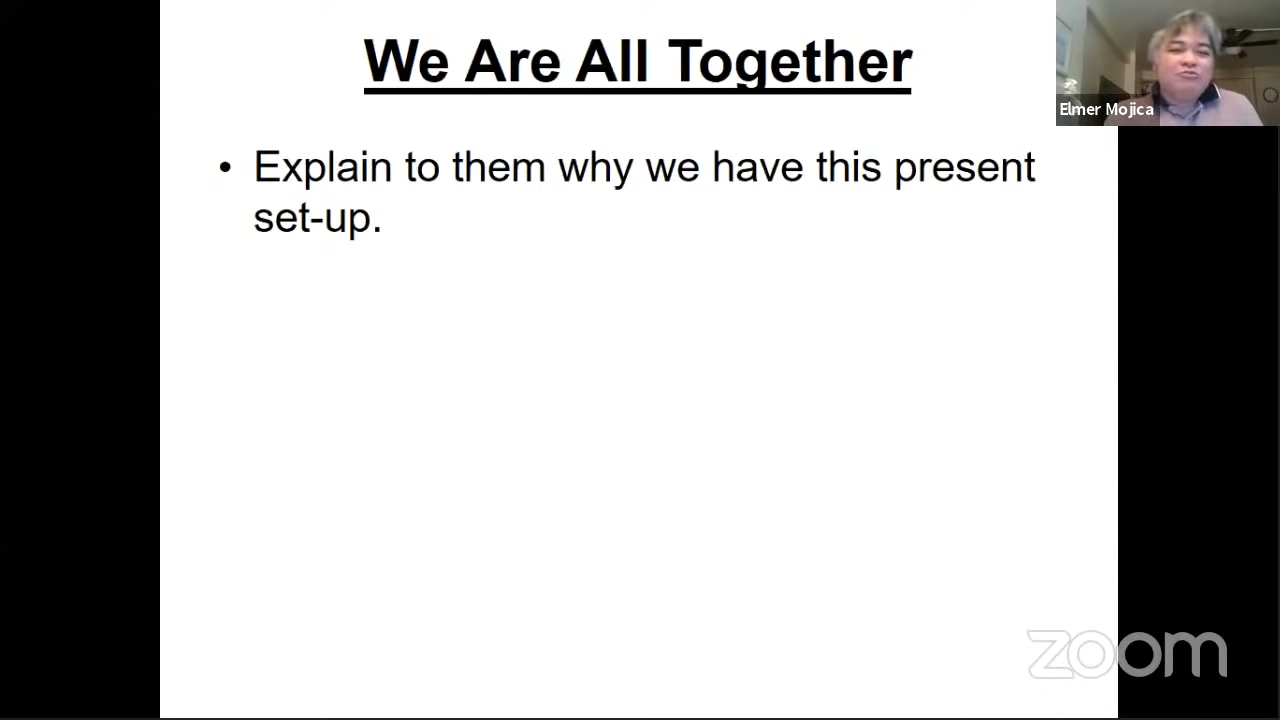 We Are All Together
Elmer Mojica
• Explain to them why we have this present
set-up.
zoom